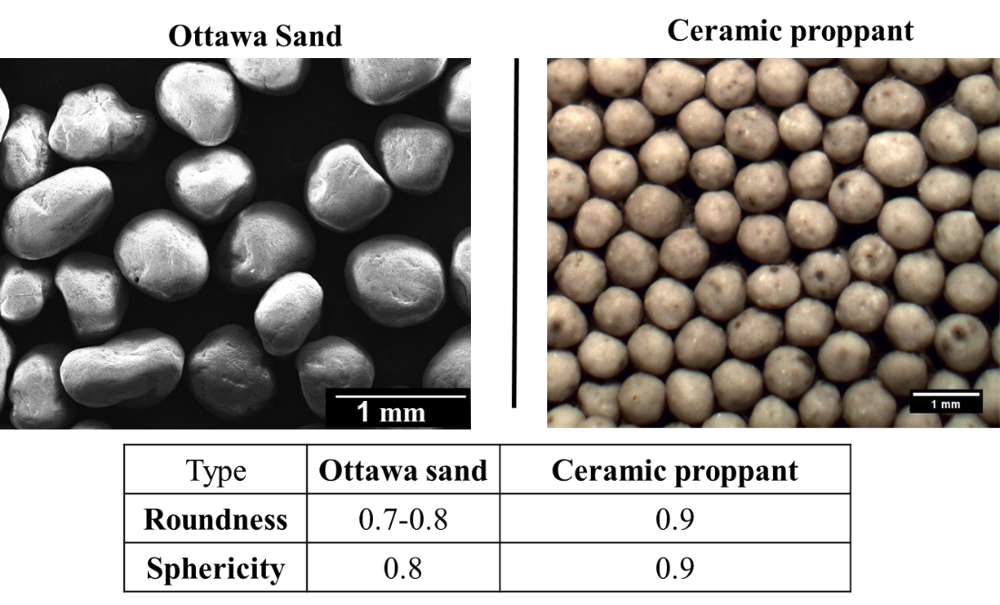 Ottawa Sand
Ceramic proppant
1 mm
1 mm
Type Ottawa sand Ceramic proppant
Roundness 0.7-0.8 0.9
Sphericity 0.8 0.9